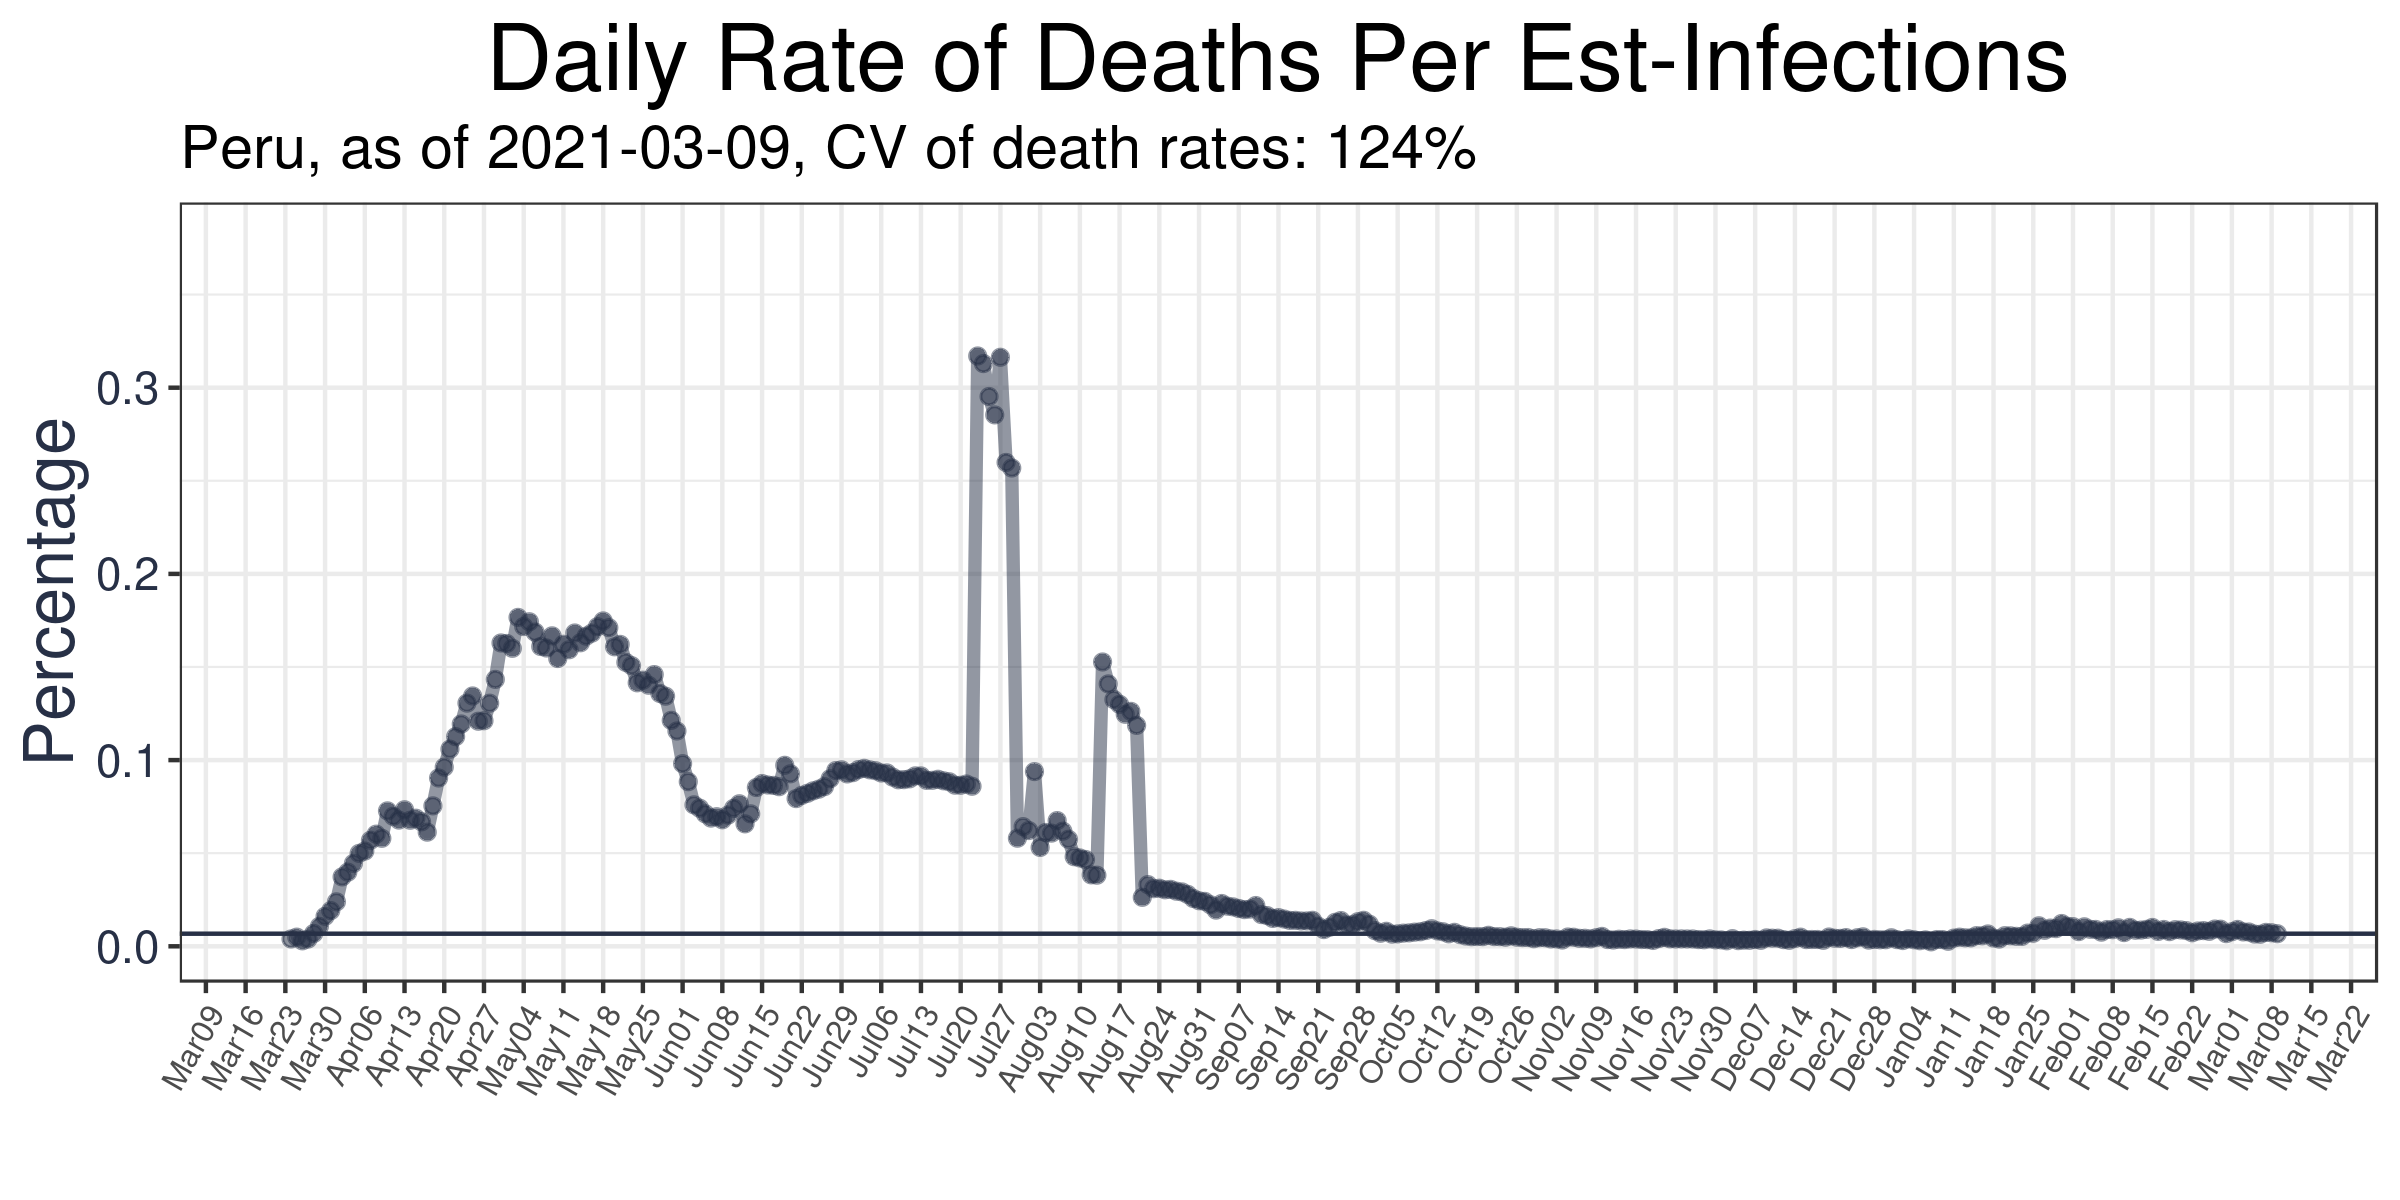 Daily Rate of Deaths Per Est-Infections
Peru, as of 2021-03-09, CV of death rates: 124%
Percentage
0.3
0.2
0.1
0.0
Mar09
Mar16
Mar23
Mar30
Apr06
Apr13
Apr20
Apr27
May04
May11
May18
May25
Jun01
Jun08
Jun15
Jun22
Jun29
Jul06
Jul13
Jul20
Jul27
Aug03
Aug10
Aug17
Aug24
Aug31
Sep07
Sep14
Sep21
Sep28
Oct05
Oct12
Oct19
Oct26
Nov02
Nov09
Nov16
Nov23
Nov30
Dec07
Dec14
Dec21
Dec28
Jan04
Jan11
Jan18
Jan25
Feb01
Feb08
Feb15
Feb22
Mar01
Mar08
Mar15
Mar22